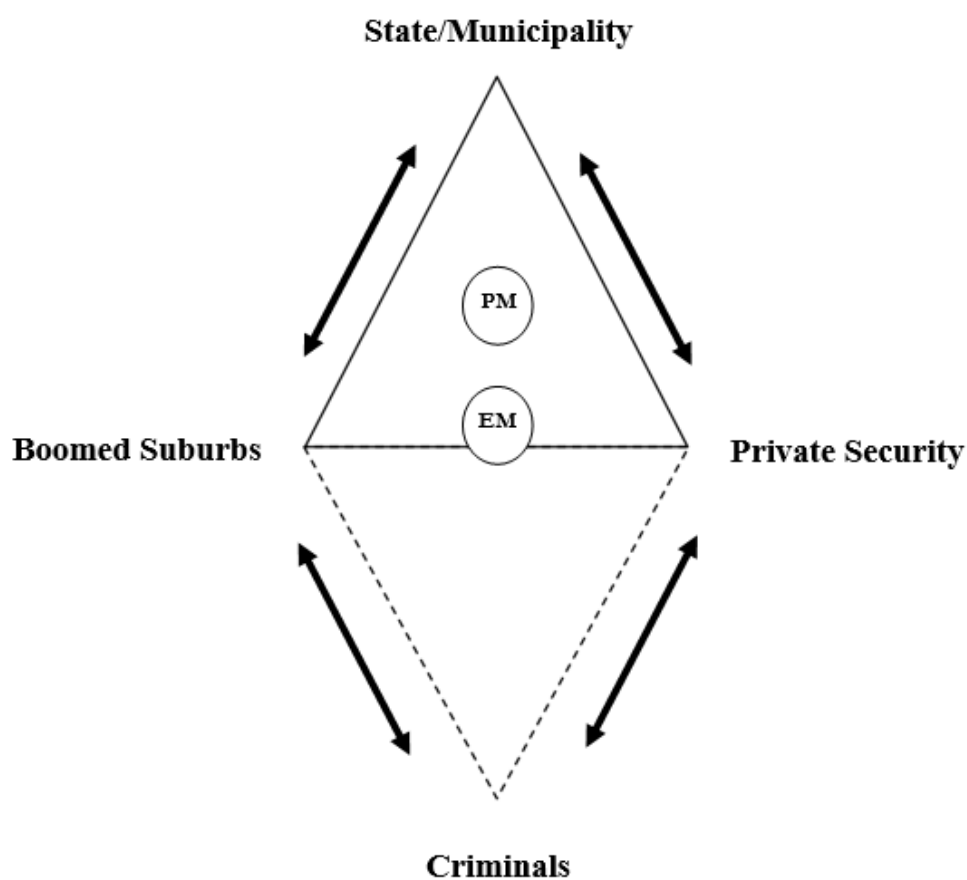 State/Municipality
PM
EM
Boomed Suburbs
Private Security
Criminals